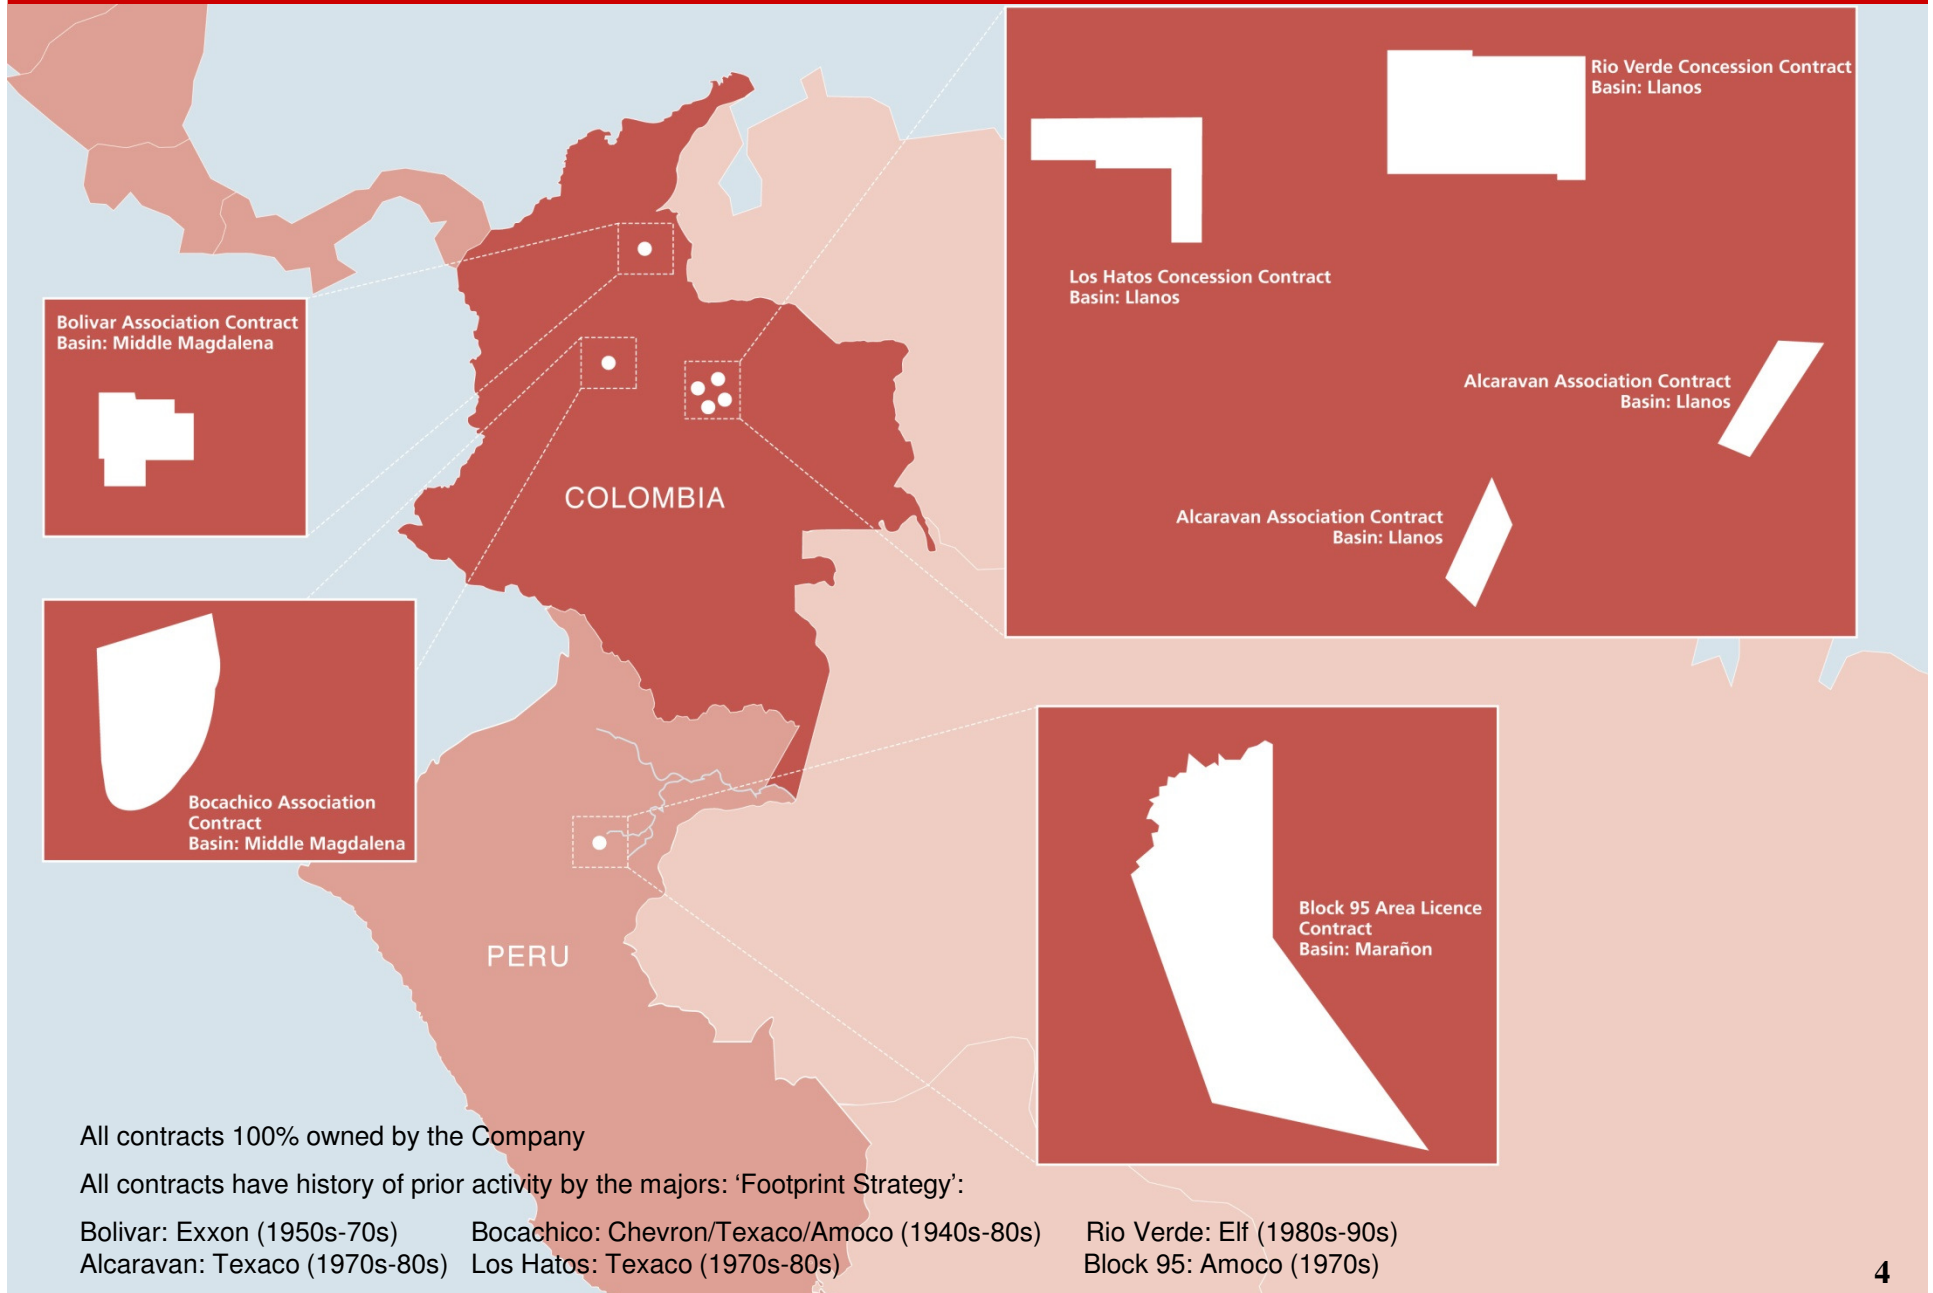 Rio Verde Concession Contract
Basin: Llanos
Los Hatos Concession Contract
Basin: Llanos
Bolivar Association Contract
Basin: Middle Magdalena
Alcaravan Association Contract
Basin: Llanos
COLOMBIA
Alcaravan Association Contract
Basin: Llanos
Bocachico Association
Contract
Basin: Middle Magdalena
Block 95 Area Licence
Contract
Basin: Marañon
PERU
All contracts 100% owned by the Company
All contracts have history of prior activity by the majors: ‘Footprint Strategy’:
Bolivar: Exxon (1950s-70s) Bocachico: Chevron/Texaco/Amoco (1940s-80s) Rio Verde: Elf (1980s-90s)
Alcaravan: Texaco (1970s-80s) Los Hatos: Texaco (1970s-80s) Block 95: Amoco (1970s)
4